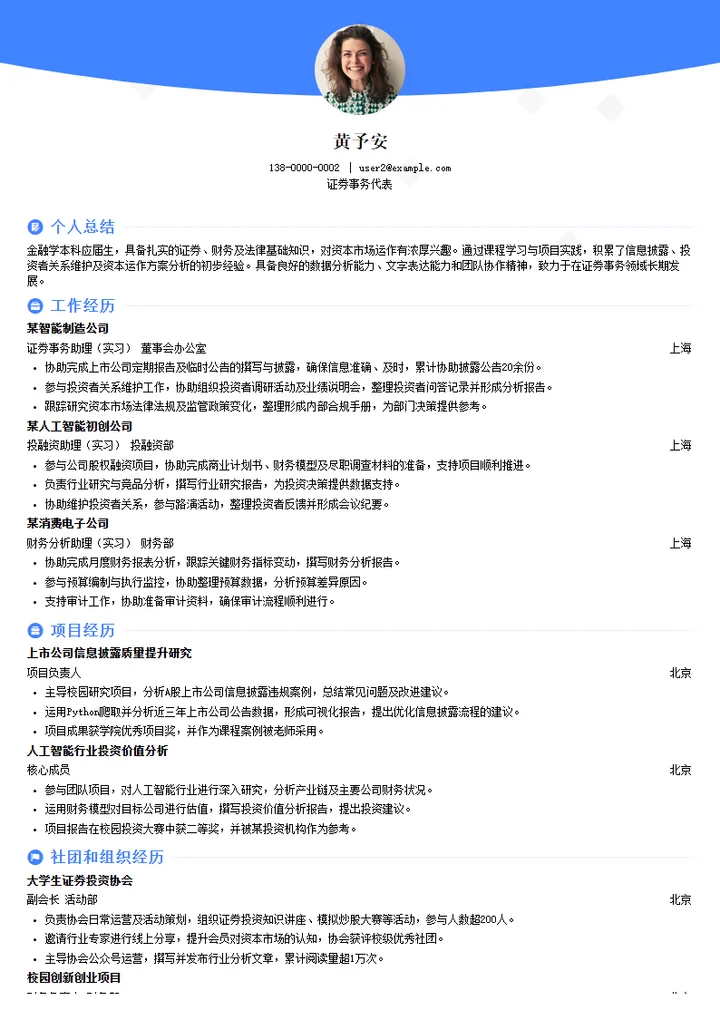 黄予安
138-0000-0002 | user2@example.com
证券事务代表
个人总结
金融学本科应届生，具备扎实的证券、财务及法律基础知识，对资本市场运作有浓厚兴趣。通过课程学习与项目实践，积累了信息披露、投
资者关系维护及资本运作方案分析的初步经验。具备良好的数据分析能力、文字表达能力和团队协作精神，致力于在证券事务领域长期发
展。
工作经历
某智能制造公司
证券事务助理（实习） 董事会办公室 上海
• 协助完成上市公司定期报告及临时公告的撰写与披露，确保信息准确、及时，累计协助披露公告20余份。
• 参与投资者关系维护工作，协助组织投资者调研活动及业绩说明会，整理投资者问答记录并形成分析报告。
• 跟踪研究资本市场法律法规及监管政策变化，整理形成内部合规手册，为部门决策提供参考。
某人工智能初创公司
投融资助理（实习） 投融资部 上海
• 参与公司股权融资项目，协助完成商业计划书、财务模型及尽职调查材料的准备，支持项目顺利推进。
• 负责行业研究与竞品分析，撰写行业研究报告，为投资决策提供数据支持。
• 协助维护投资者关系，参与路演活动，整理投资者反馈并形成会议纪要。
某消费电子公司
财务分析助理（实习） 财务部 上海
• 协助完成月度财务报表分析，跟踪关键财务指标变动，撰写财务分析报告。
• 参与预算编制与执行监控，协助整理预算数据，分析预算差异原因。
• 支持审计工作，协助准备审计资料，确保审计流程顺利进行。
项目经历
上市公司信息披露质量提升研究
项目负责人 北京
• 主导校园研究项目，分析A股上市公司信息披露违规案例，总结常见问题及改进建议。
• 运用Python爬取并分析近三年上市公司公告数据，形成可视化报告，提出优化信息披露流程的建议。
• 项目成果获学院优秀项目奖，并作为课程案例被老师采用。
人工智能行业投资价值分析
核心成员 北京
• 参与团队项目，对人工智能行业进行深入研究，分析产业链及主要公司财务状况。
• 运用财务模型对目标公司进行估值，撰写投资价值分析报告，提出投资建议。
• 项目报告在校园投资大赛中获二等奖，并被某投资机构作为参考。
社团和组织经历
大学生证券投资协会
副会长 活动部 北京
• 负责协会日常运营及活动策划，组织证券投资知识讲座、模拟炒股大赛等活动，参与人数超200人。
• 邀请行业专家进行线上分享，提升会员对资本市场的认知，协会获评校级优秀社团。
• 主导协会公众号运营，撰写并发布行业分析文章，累计阅读量超1万次。
校园创新创业项目